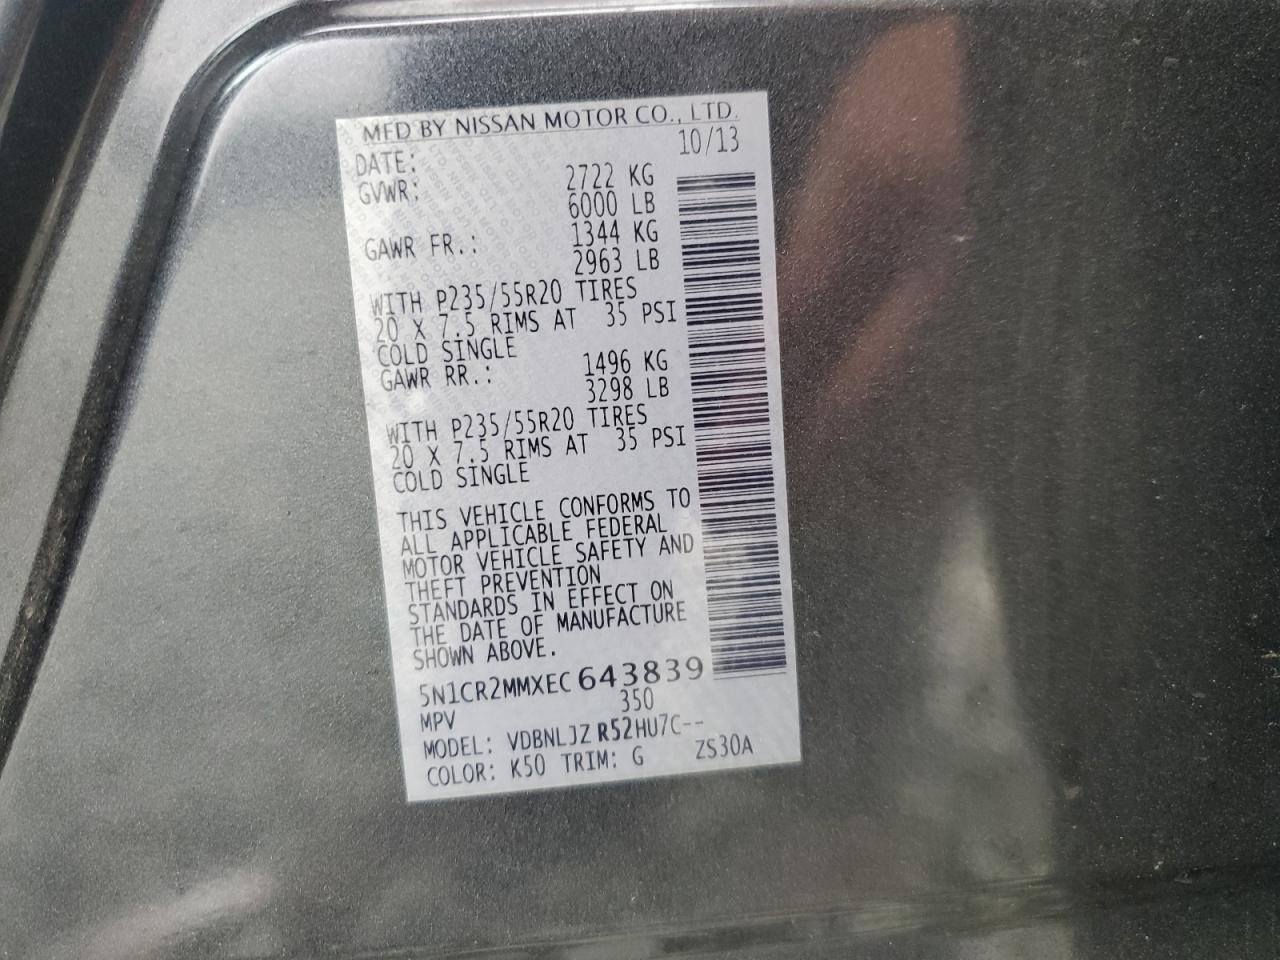 MFD BY NISSAN MOTOR CO., LTD.
DATE: 10/13
GVWR: 2722 KG
6000 LB
GAWR FR.: 1344 KG
2963 LB
WITH P235/55R20 TIRES
20 X 7.5 RIMS AT 35 PSI
COLD SINGLE
GAWR RR.: 1496 KG
3298 LB
WITH P235/55R20 TIRES
20 X 7.5 RIMS AT 35 PSI
COLD SINGLE
THIS VEHICLE CONFORMS TO
ALL APPLICABLE FEDERAL
MOTOR VEHICLE SAFETY AND
THEFT PREVENTION
STANDARDS IN EFFECT ON
THE DATE OF MANUFACTURE
SHOWN ABOVE.
5N1CR2MMXEC643839
MPV 350
MODEL: VDBNLJZ R52HU7C--
COLOR: K50 TRIM: G ZS30A